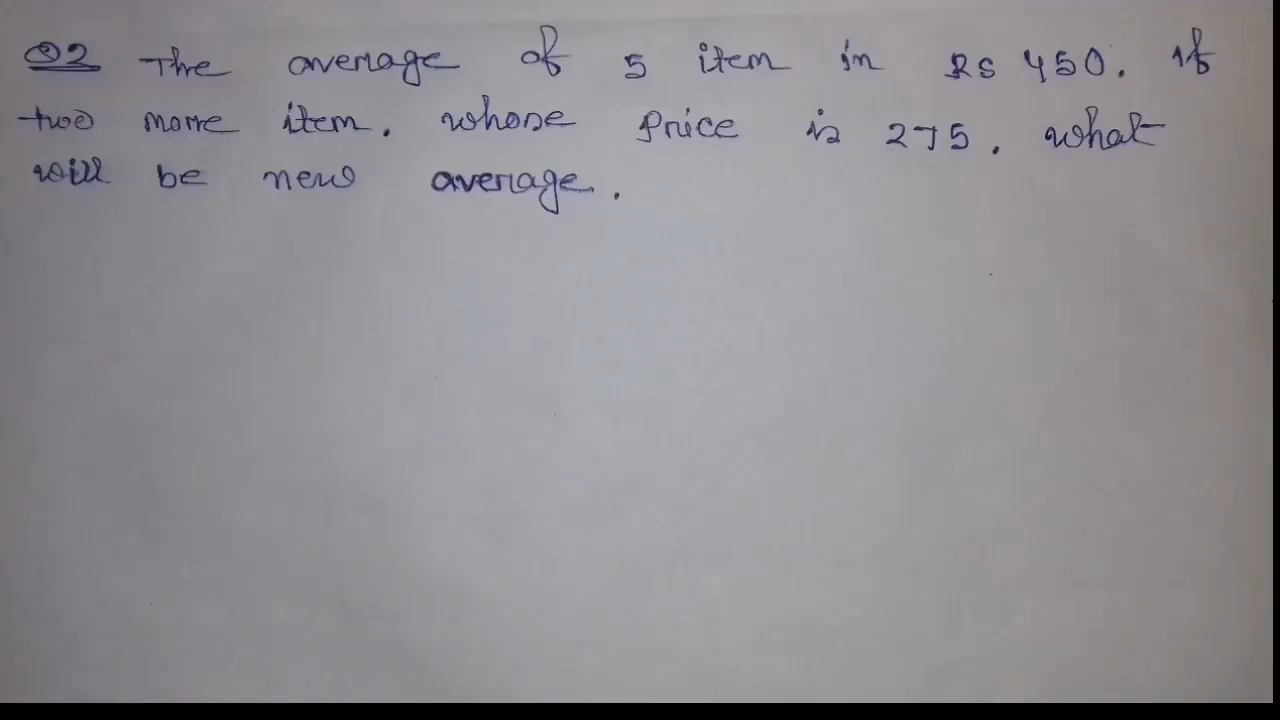 Q2 The average of 5 item in RS 450. If
two more item. whose price is 275. what
will be new average.